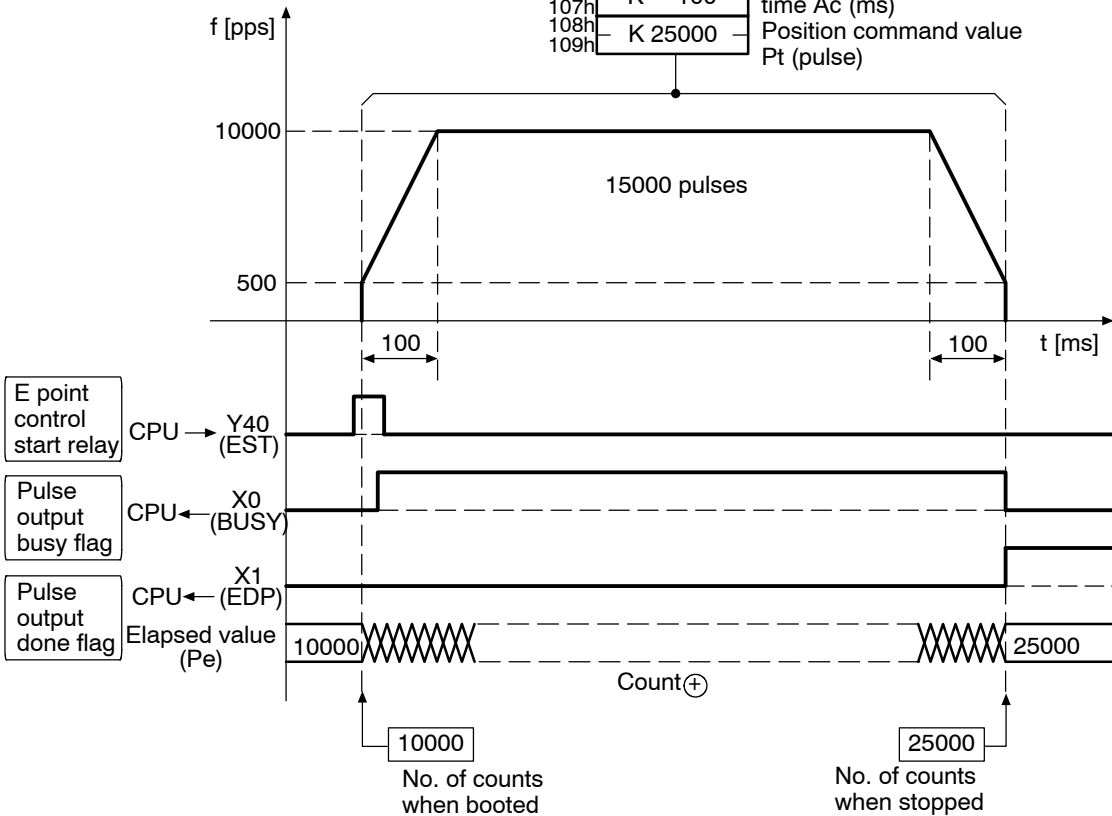 107h
time Ac (ms)
108h
109h
K 25000
Position command value
Pt (pulse)
f [pps]
10000
15000 pulses
500
100
100
t [ms]
E point
control
start relay
CPU
Y40
(EST)
Pulse
output
busy flag
CPU
X0
(BUSY)
Pulse
output
done flag
CPU
X1
(EDP)
Elapsed value
(Pe)
10000
25000
Count +
10000
No. of counts
when booted
25000
No. of counts
when stopped